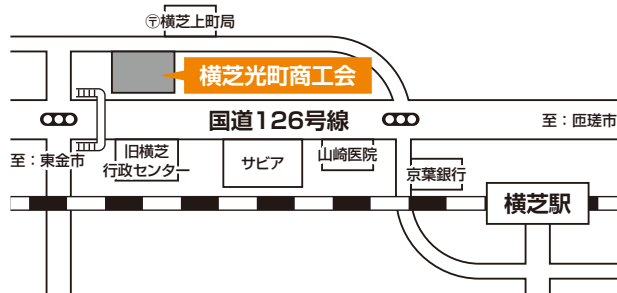 〶横芝上町局
横芝光町商工会
国道126号線
至：匝瑳市
至：東金市
旧横芝
行政センター
サビア
山崎医院
京葉銀行
横芝駅